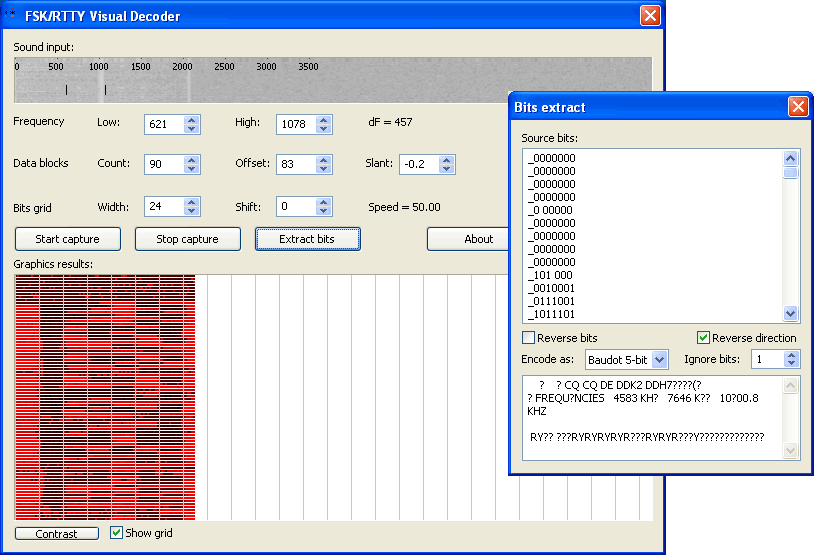 FSK/RTTY Visual Decoder
Sound input:
0 500 1000 1500 2000 2500 3000 3500
Frequency Low: 621 High: 1078 dF = 457
Data blocks Count: 90 Offset: 83 Slant: -0.2
Bits grid Width: 24 Shift: 0 Speed = 50.00
Start capture Stop capture Extract bits About
Graphics results:
Contrast Show grid
Bits extract
Source bits:
_0000000
_0000000
_0000000
_0000000
_0 00000
_0000000
_0000000
_0000000
_0000000
_101 000
_0010001
_0111001
_1011101
Reverse bits Reverse direction
Encode as: Baudot 5-bit Ignore bits: 1
? ? CQ CQ DE DDK2 DDH7????(?
? FREQU?NCIES 4583 KH? 7646 K?? 10?00.8
KHZ
RY?? ???RYRYRYRYR???RYRYR???Y?????????????